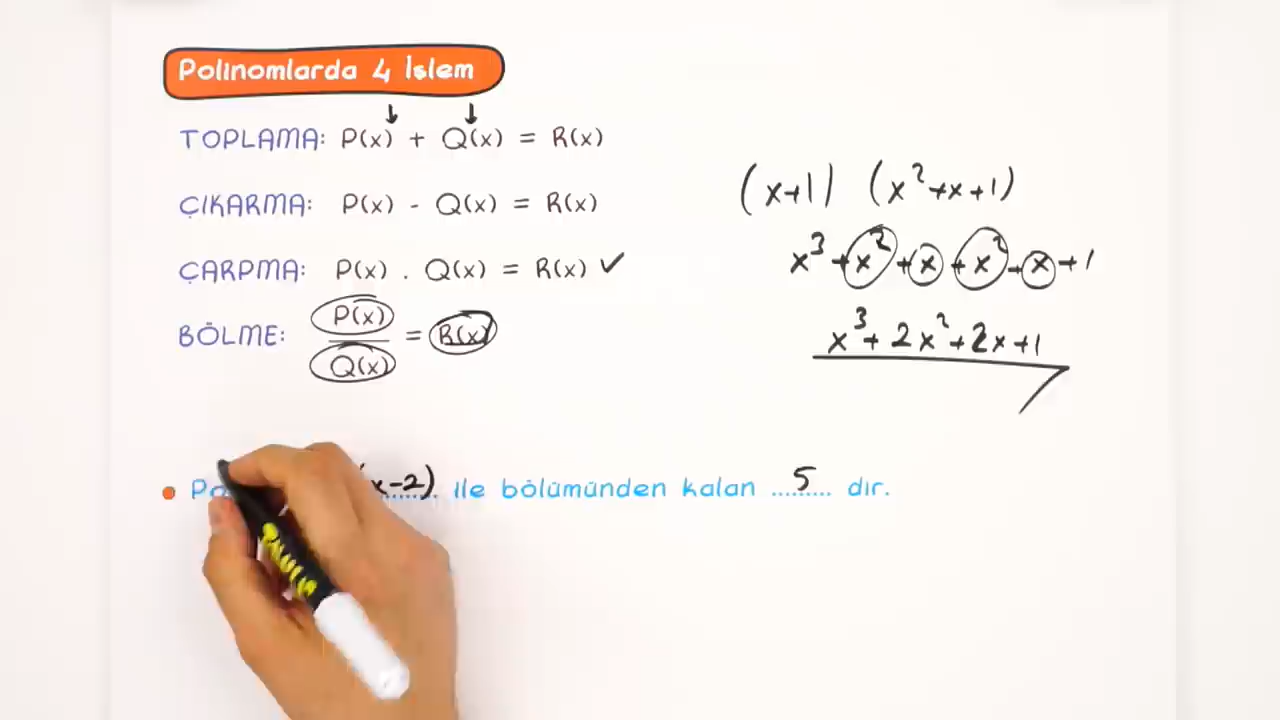 Polinomlarda 4 İşlem
TOPLAMA: P(x) + Q(x) = R(x)
ÇIKARMA: P(x) - Q(x) = R(x)
ÇARPMA: P(x) . Q(x) = R(x) ✓
BÖLME: P(x) / Q(x) = R(x)
(x+1) (x²+x+1)
x³+x²+x+x²+x+1
x³+2x²+2x+1
(x-2) ile bölümünden kalan 5 dır.